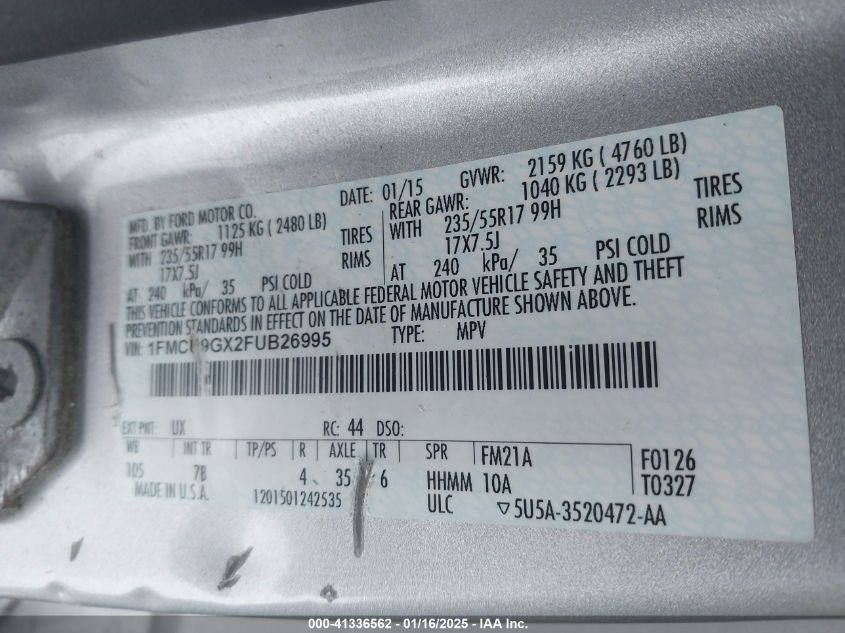 MFD. BY FORD MOTOR CO. DATE: 01/15 GVWR: 2159 KG ( 4760 LB)
FRONT GAWR: 1125 KG ( 2480 LB) REAR GAWR: 1040 KG ( 2293 LB)
WITH 235/55R17 99H TIRES WITH 235/55R17 99H TIRES
17X7.5J RIMS 17X7.5J RIMS
AT 240 kPa/ 35 PSI COLD AT 240 kPa/ 35 PSI COLD
THIS VEHICLE CONFORMS TO ALL APPLICABLE FEDERAL MOTOR VEHICLE SAFETY AND THEFT
PREVENTION STANDARDS IN EFFECT ON THE DATE OF MANUFACTURE SHOWN ABOVE.
VIN: 1FMCU9GX2FUB26995 TYPE: MPV
EXT PNT: UX RC: 44 DSO:
WB INT TR TP/PS R AXLE TR SPR FM21A F0126
105 7B 4 35 6 HHMM 10A T0327
MADE IN U.S.A. 1201501242535 ULC ▽5U5A-3520472-AA
000-41336562 / 01/16/2025 - IAA Inc.